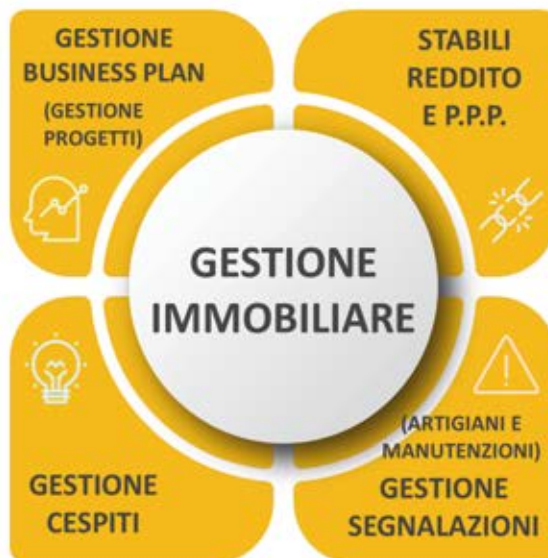 GESTIONE
BUSINESS PLAN
(GESTIONE
PROGETTI)
STABILI
REDDITO
E P.P.P.
GESTIONE
IMMOBILIARE
GESTIONE
CESPITI
(ARTIGIANI E
MANUTENZIONI)
GESTIONE
SEGNALAZIONI